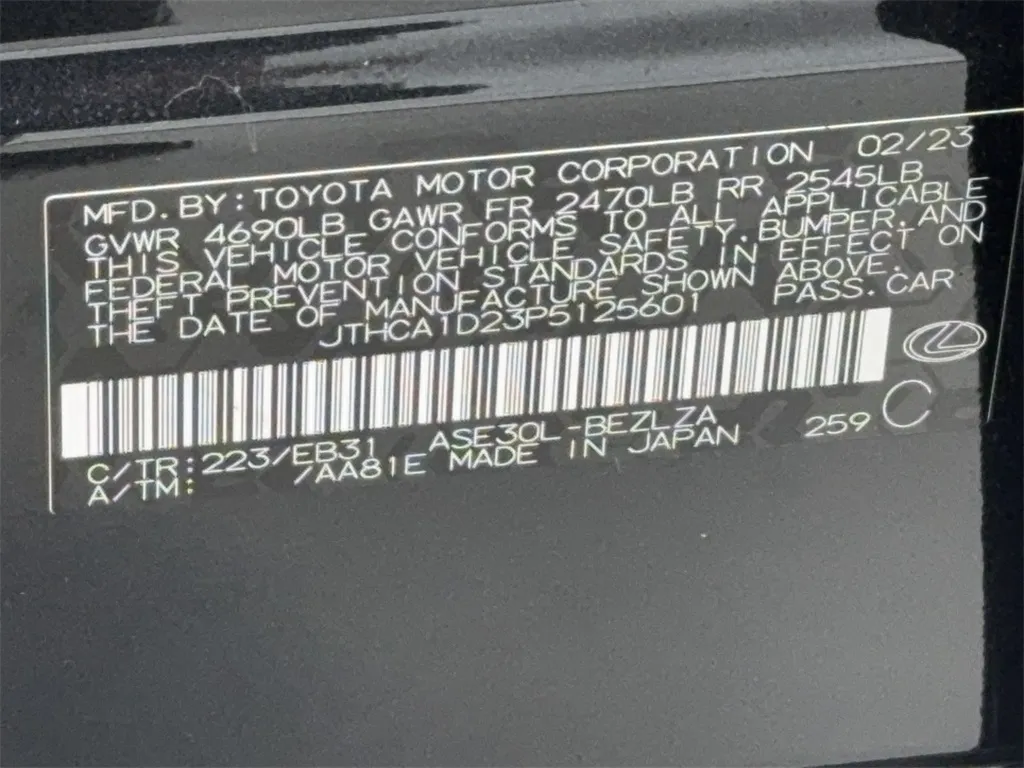 MFD.BY:TOYOTA MOTOR CORPORATION 02/23
GVWR 4690LB GAWR FR 2470LB RR 2545LB
THIS VEHICLE CONFORMS TO ALL APPLICABLE
FEDERAL MOTOR VEHICLE SAFETY,BUMPER,AND
THEFT PREVENTION STANDARDS IN EFFECT ON
THE DATE OF MANUFACTURE SHOWN ABOVE.
JTHCA1D23P5125601 PASS.CAR
C/TR:223/EB31 ASE30L-BEZLZA 259 C
A/TM: /AA81E MADE IN JAPAN